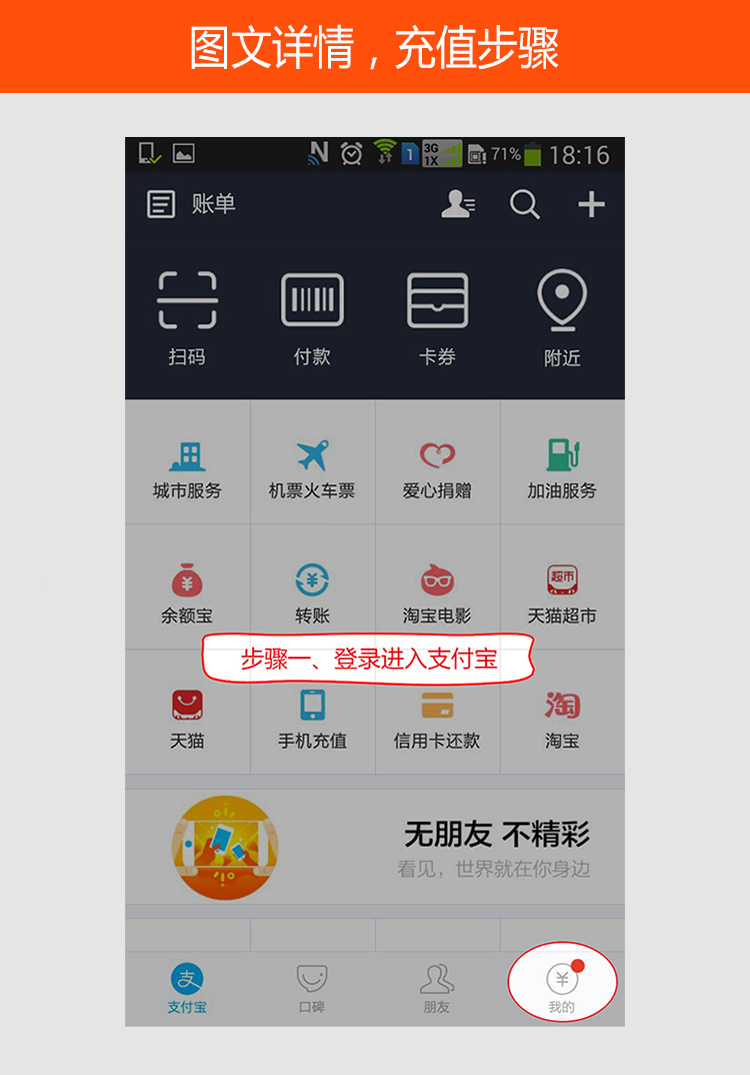 图文详情，充值步骤
3G
1X
1
71%
18:16
账单
扫码
付款
卡券
附近
城市服务
机票火车票
爱心捐赠
加油服务
超市
余额宝
转账
淘宝电影
天猫超市
步骤一、登录进入支付宝
淘
天猫
手机充值
信用卡还款
淘宝
无朋友 不精彩
看见，世界就在你身边
支
支付宝
口碑
朋友
我的